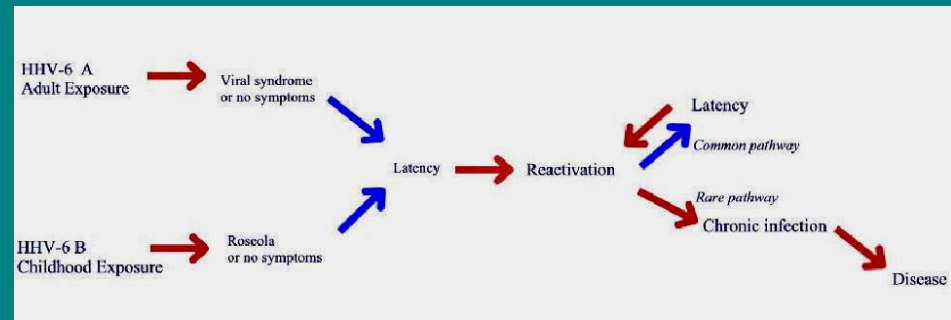 HHV-6 A
Adult Exposure
Viral syndrome
or no symptoms
Latency
HHV-6 B
Childhood Exposure
Roseola
or no symptoms
Reactivation
Latency
Common pathway
Rare pathway
Chronic infection
Disease